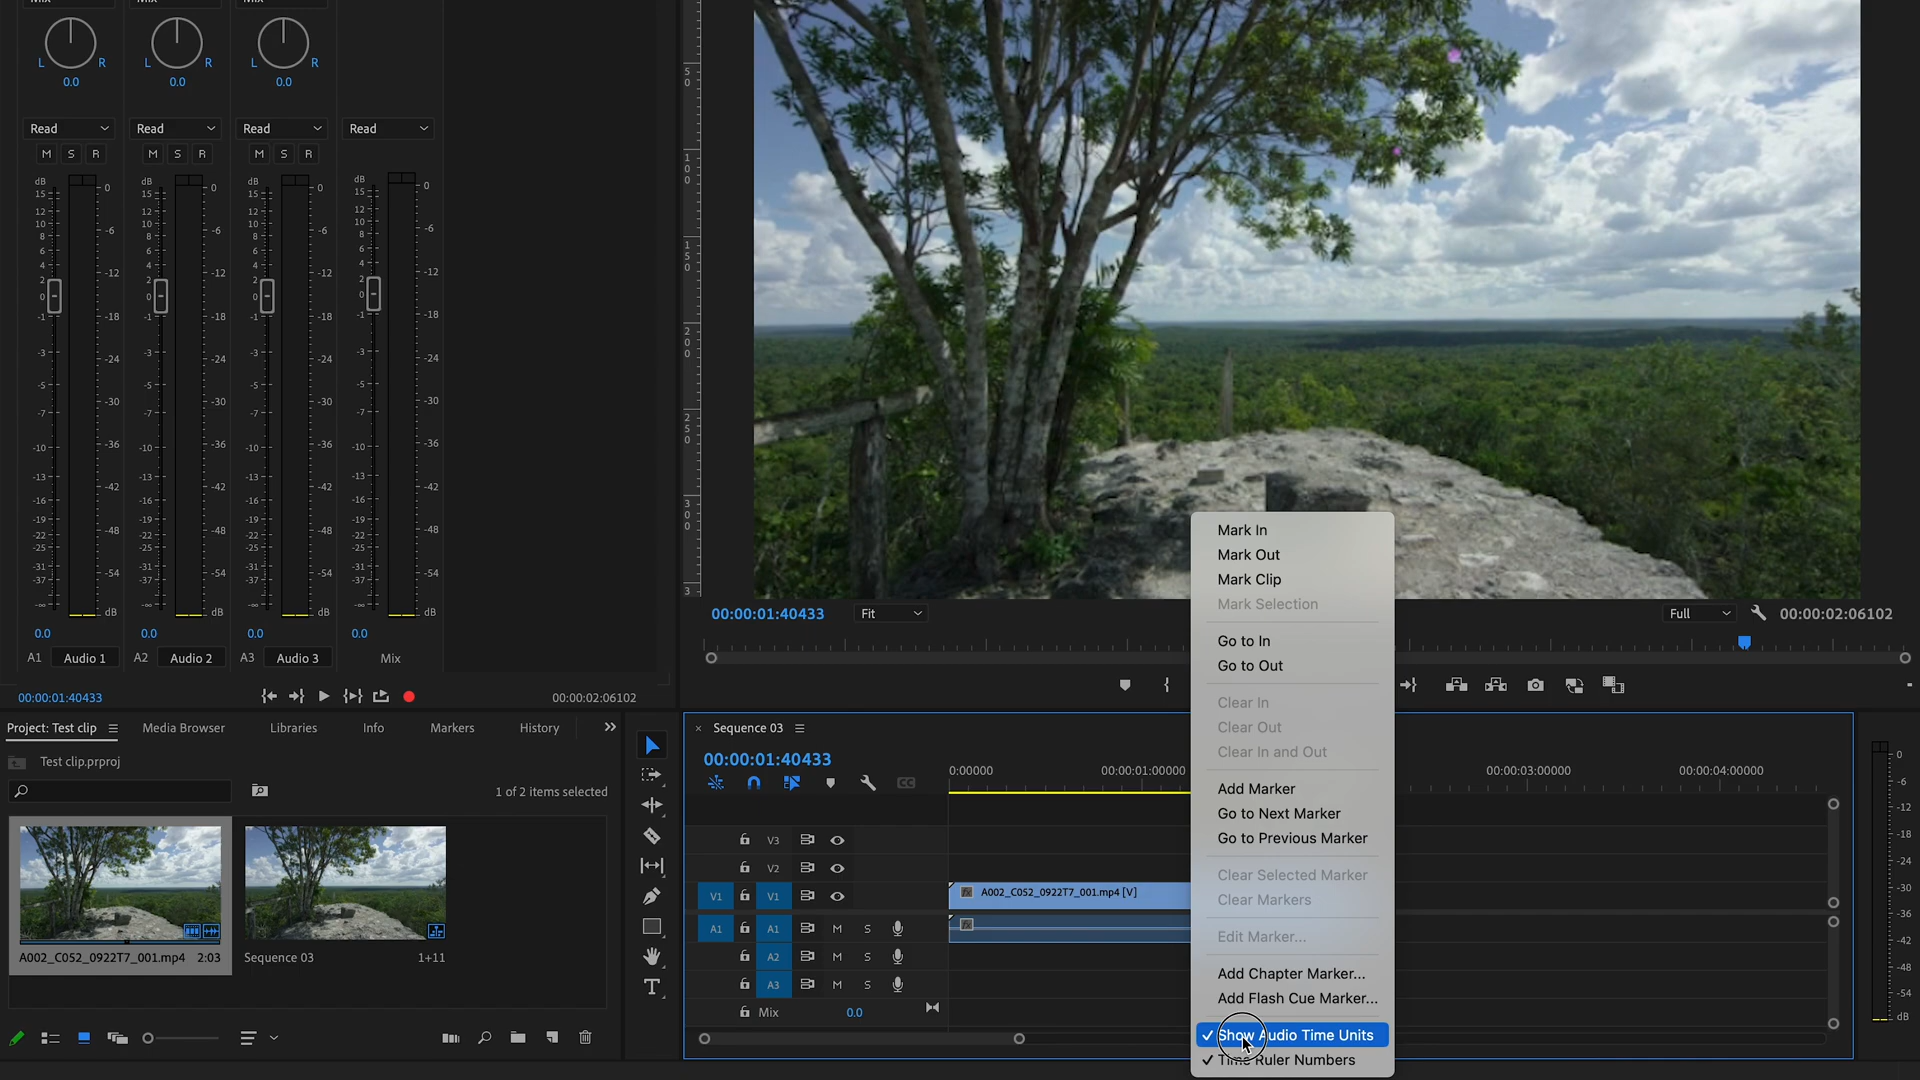 L R L R L R
0.0 0.0 0.0
Read Read Read Read
M S R M S R M S R
dB dB dB dB
0.0 0.0 0.0 0.0
A1 Audio 1 A2 Audio 2 A3 Audio 3 Mix
00:00:01:40433 00:00:02:06102
00:00:01:40433 Fit Full 00:00:02:06102
Project: Test clip Media Browser Libraries Info Markers History
Test clip.prproj
1 of 2 items selected
A002_C052_0922T7_001.mp4 2:03
Sequence 03 1+11
Sequence 03
00:00:01:40433
0:00000 00:00:01:00000 00:00:03:00000 00:00:04:00000
V3
V2
V1 V1
A002_C052_0922T7_001.mp4 [V]
A1 A1 M S
A2 M S
A3 M S
Mix 0.0
Mark In
Mark Out
Mark Clip
Mark Selection
Go to In
Go to Out
Clear In
Clear Out
Clear In and Out
Add Marker
Go to Next Marker
Go to Previous Marker
Clear Selected Marker
Clear Markers
Edit Marker...
Add Chapter Marker...
Add Flash Cue Marker...
Show Audio Time Units
Time Ruler Numbers